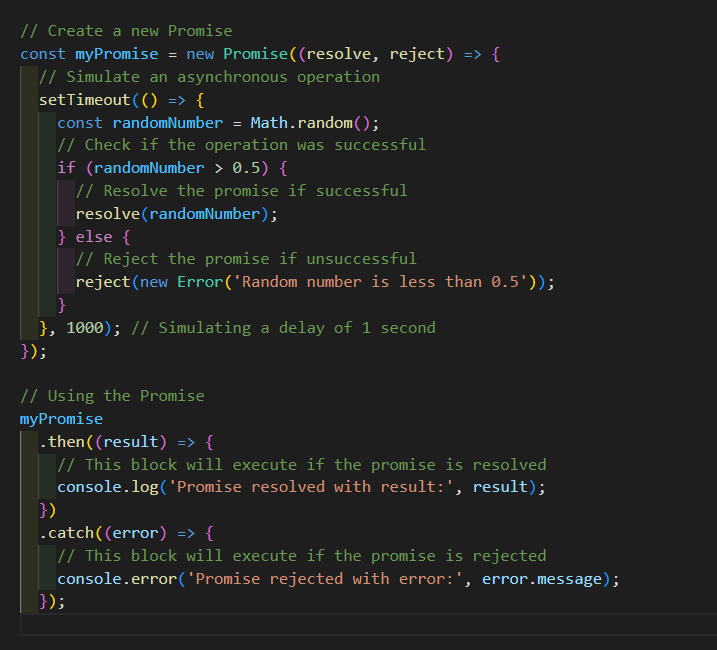 // Create a new Promise
const myPromise = new Promise((resolve, reject) => {
  // Simulate an asynchronous operation
  setTimeout(() => {
    const randomNumber = Math.random();
    // Check if the operation was successful
    if (randomNumber > 0.5) {
      // Resolve the promise if successful
      resolve(randomNumber);
    } else {
      // Reject the promise if unsuccessful
      reject(new Error('Random number is less than 0.5'));
    }
  }, 1000); // Simulating a delay of 1 second
});

// Using the Promise
myPromise
  .then((result) => {
    // This block will execute if the promise is resolved
    console.log('Promise resolved with result:', result);
  })
  .catch((error) => {
    // This block will execute if the promise is rejected
    console.error('Promise rejected with error:', error.message);
  });